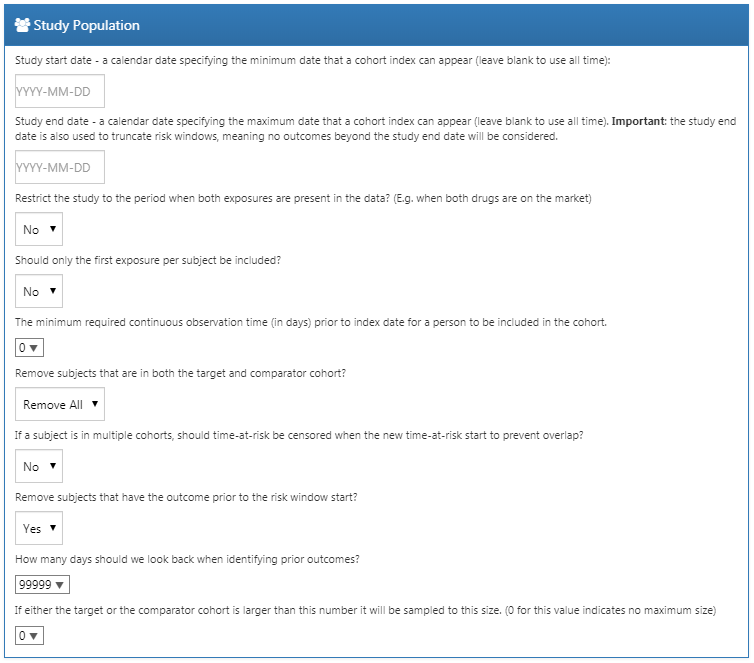 Study Population
Study start date - a calendar date specifying the minimum date that a cohort index can appear (leave blank to use all time):
YYYY-MM-DD
Study end date - a calendar date specifying the maximum date that a cohort index can appear (leave blank to use all time). Important: the study end
date is also used to truncate risk windows, meaning no outcomes beyond the study end date will be considered.
YYYY-MM-DD
Restrict the study to the period when both exposures are present in the data? (E.g. when both drugs are on the market)
No ▼
Should only the first exposure per subject be included?
No ▼
The minimum required continuous observation time (in days) prior to index date for a person to be included in the cohort.
0 ▼
Remove subjects that are in both the target and comparator cohort?
Remove All ▼
If a subject is in multiple cohorts, should time-at-risk be censored when the new time-at-risk start to prevent overlap?
No ▼
Remove subjects that have the outcome prior to the risk window start?
Yes ▼
How many days should we look back when identifying prior outcomes?
99999 ▼
If either the target or the comparator cohort is larger than this number it will be sampled to this size. (0 for this value indicates no maximum size)
0 ▼